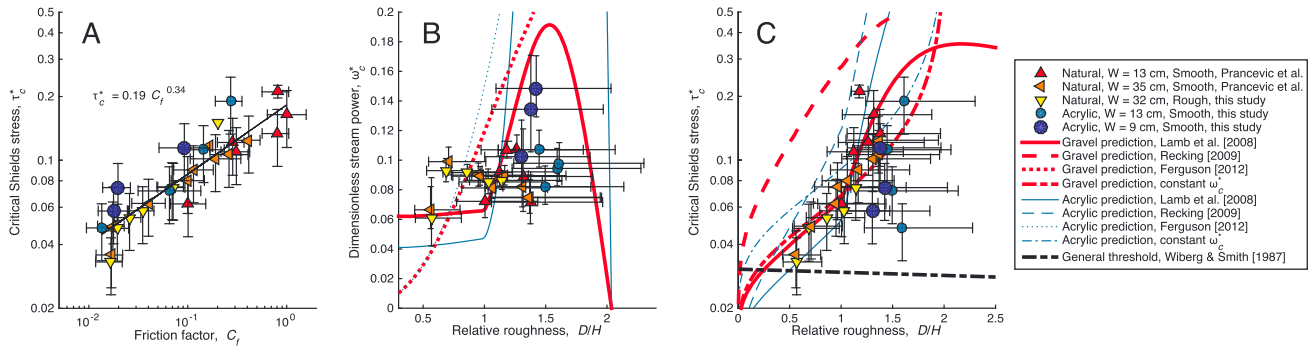 A
τ*c = 0.19 Cf^0.34
Critical Shields stress, τ*c
0.5
0.4
0.3
0.2
0.1
0.08
0.06
0.04
0.02
10^-2
10^-1
10^0
Friction factor, Cf
B
Dimensionless stream power, ω*c
0.2
0.18
0.16
0.14
0.12
0.1
0.08
0.06
0.04
0.02
0
0.5
1
1.5
2
Relative roughness, D/H
C
Critical Shields stress, τ*c
0.5
0.4
0.3
0.2
0.1
0.08
0.06
0.04
0.02
0
0.5
1
1.5
2
2.5
Relative roughness, D/H
Natural, W = 13 cm, Smooth, Prancevic et al.
Natural, W = 35 cm, Smooth, Prancevic et al.
Natural, W = 32 cm, Rough, this study
Acrylic, W = 13 cm, Smooth, this study
Acrylic, W = 9 cm, Smooth, this study
Gravel prediction, Lamb et al. [2008]
Gravel prediction, Recking [2009]
Gravel prediction, Ferguson [2012]
Gravel prediction, constant ω*c
Acrylic prediction, Lamb et al. [2008]
Acrylic prediction, Recking [2009]
Acrylic prediction, Ferguson [2012]
Acrylic prediction, constant ω*c
General threshold, Wiberg & Smith [1987]